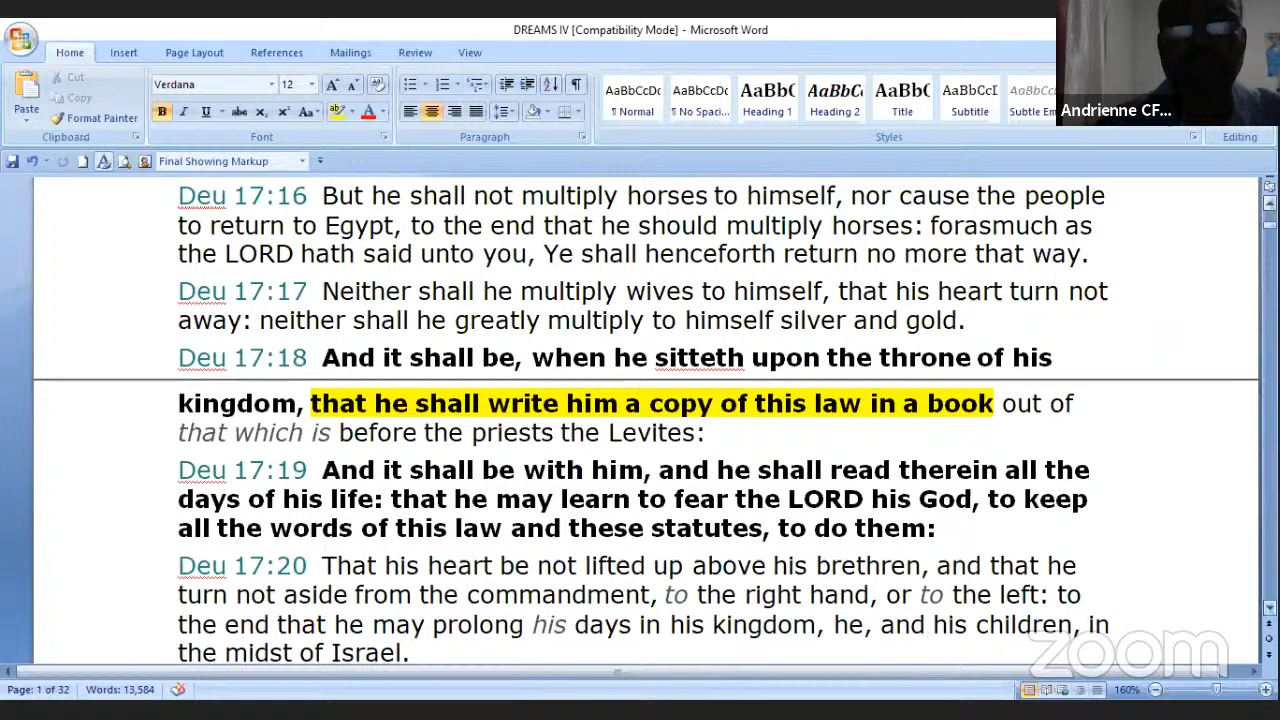 DREAMS IV [Compatibility Mode] - Microsoft Word
Home Insert Page Layout References Mailings Review View
Cut
Copy
Format Painter
Paste
Verdana 12
AaBbCcDc AaBbCcDc AaBbC AaBbCc AaBbC AaBbCcI AaBbCcDc
¶ Normal ¶ No Spaci... Heading 1 Heading 2 Title Subtitle Subtle Em
Clipboard Font Paragraph Styles Editing
Andrienne CF...
Final Showing Markup
Deu 17:16 But he shall not multiply horses to himself, nor cause the people
to return to Egypt, to the end that he should multiply horses: forasmuch as
the LORD hath said unto you, Ye shall henceforth return no more that way.
Deu 17:17 Neither shall he multiply wives to himself, that his heart turn not
away: neither shall he greatly multiply to himself silver and gold.
Deu 17:18 And it shall be, when he sitteth upon the throne of his
kingdom, that he shall write him a copy of this law in a book out of
that which is before the priests the Levites:
Deu 17:19 And it shall be with him, and he shall read therein all the
days of his life: that he may learn to fear the LORD his God, to keep
all the words of this law and these statutes, to do them:
Deu 17:20 That his heart be not lifted up above his brethren, and that he
turn not aside from the commandment, to the right hand, or to the left: to
the end that he may prolong his days in his kingdom, he, and his children, in
the midst of Israel.
zoom
Page: 1 of 32 Words: 13,584 160%